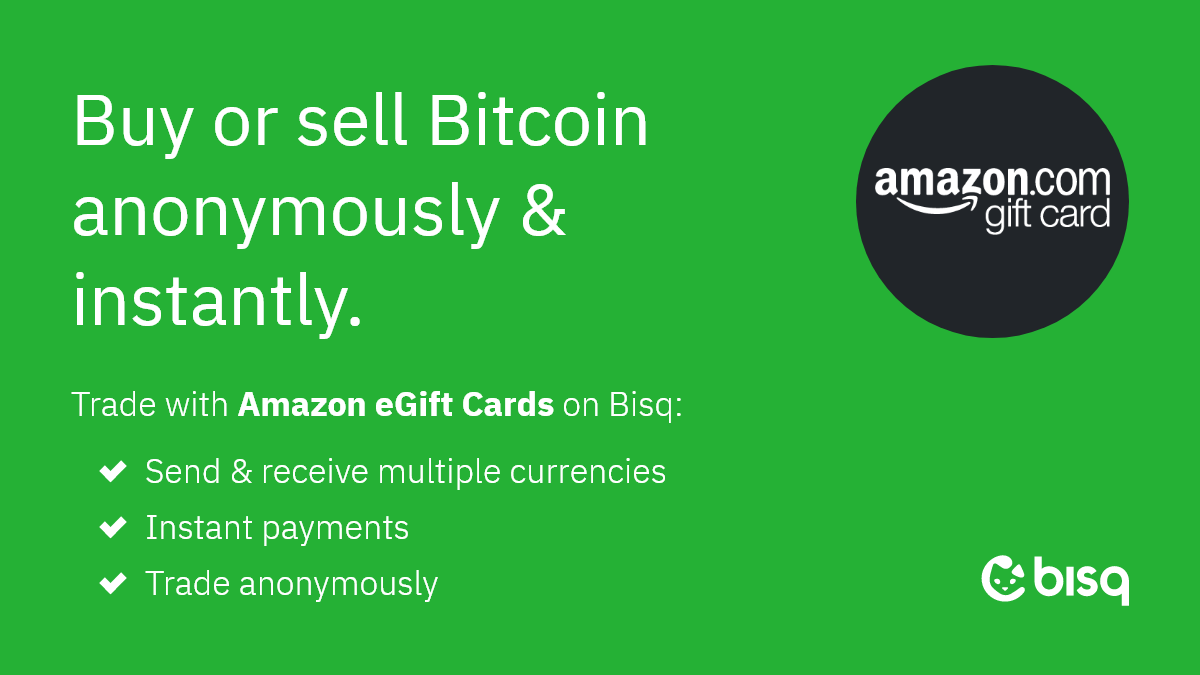 Buy or sell Bitcoin
anonymously &
instantly.
amazon.com
gift card
Trade with Amazon eGift Cards on Bisq:
Send & receive multiple currencies
Instant payments
Trade anonymously
bisq